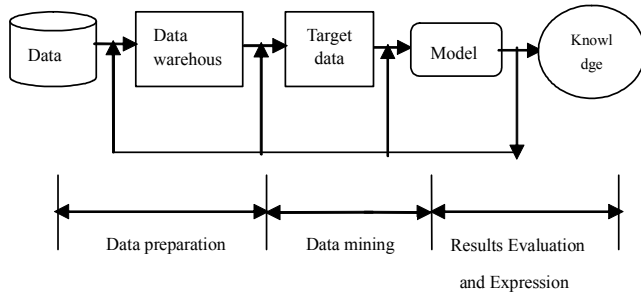 Data
Data
warehous
Target
data
Model
Knowl
dge
Data preparation
Data mining
Results Evaluation
and Expression